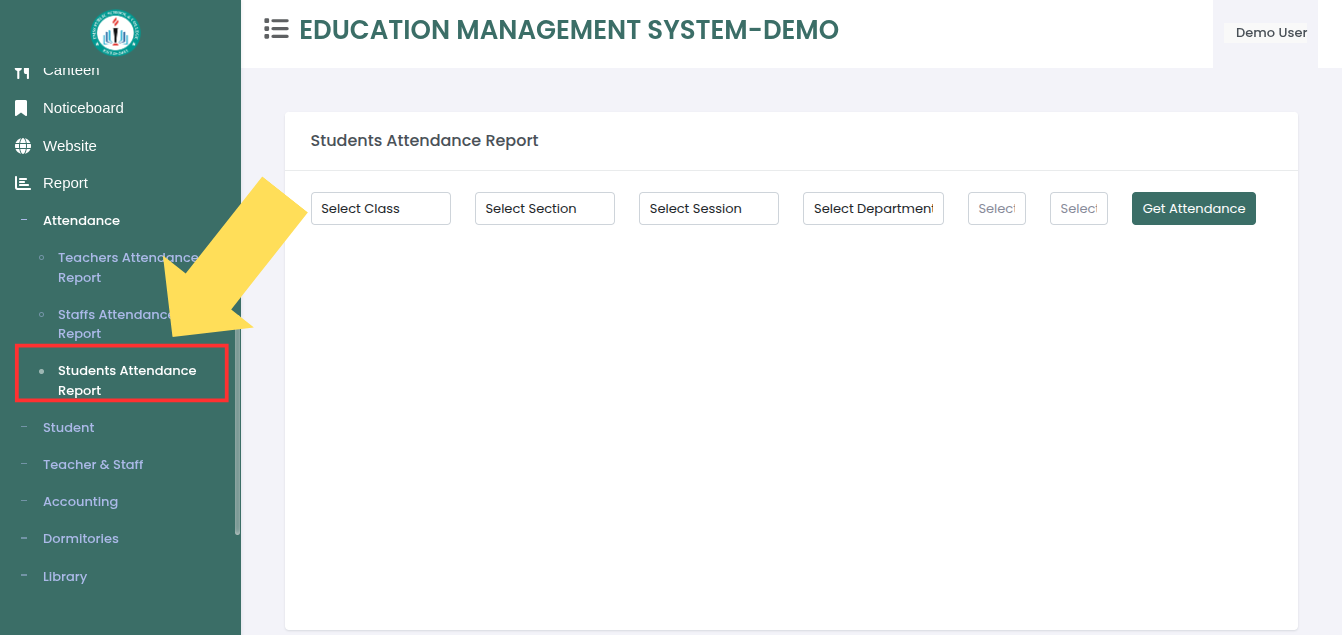 EDUCATION MANAGEMENT SYSTEM-DEMO
Demo User
Canteen
Noticeboard
Website
Report
Attendance
Teachers Attendance
Report
Staffs Attendance
Report
Students Attendance
Report
Student
Teacher & Staff
Accounting
Dormitories
Library
Students Attendance Report
Select Class
Select Section
Select Session
Select Department
Select
Select
Get Attendance